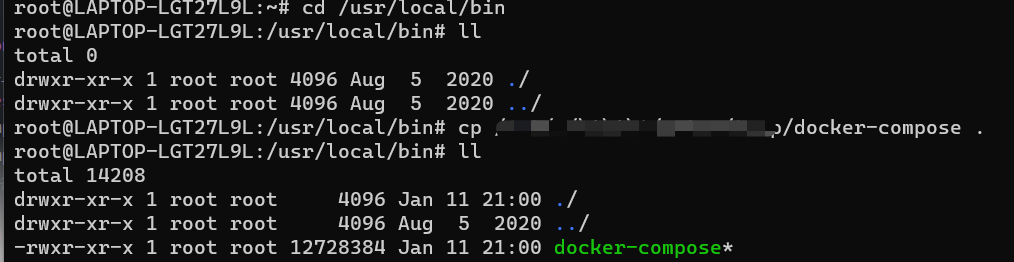 root@LAPTOP-LGT27L9L:~# cd /usr/local/bin
root@LAPTOP-LGT27L9L:/usr/local/bin# ll
total 0
drwxr-xr-x 1 root root 4096 Aug  5  2020 ./
drwxr-xr-x 1 root root 4096 Aug  5  2020 ../
root@LAPTOP-LGT27L9L:/usr/local/bin# cp /docker-compose .
root@LAPTOP-LGT27L9L:/usr/local/bin# ll
total 14208
drwxr-xr-x 1 root root     4096 Jan 11 21:00 ./
drwxr-xr-x 1 root root     4096 Aug  5  2020 ../
-rwxr-xr-x 1 root root 12728384 Jan 11 21:00 docker-compose*